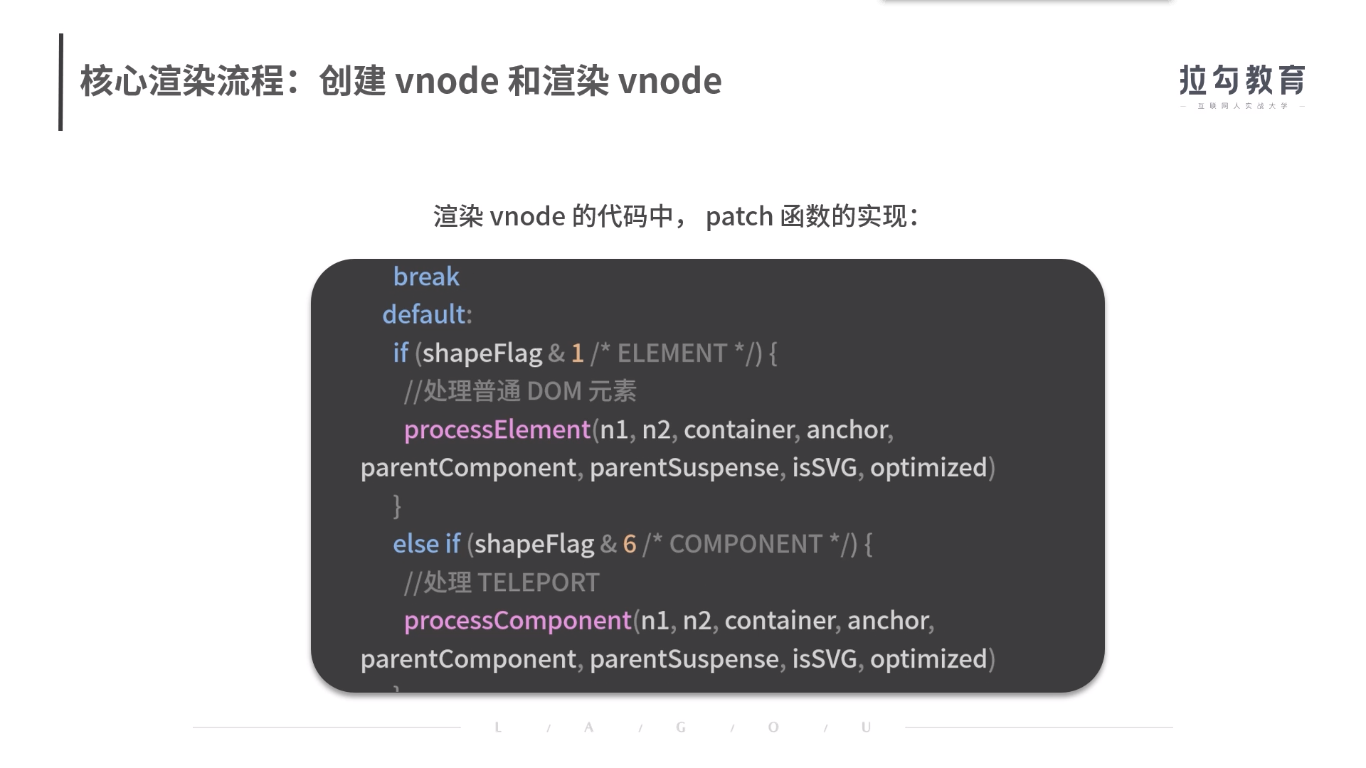 核心渲染流程：创建 vnode 和渲染 vnode
拉勾教育
— 互联网人实战大学 —
渲染 vnode 的代码中， patch 函数的实现：
break
default:
if (shapeFlag & 1 /* ELEMENT */) {
//处理普通 DOM 元素
processElement(n1, n2, container, anchor,
parentComponent, parentSuspense, isSVG, optimized)
}
else if (shapeFlag & 6 /* COMPONENT */) {
//处理 TELEPORT
processComponent(n1, n2, container, anchor,
parentComponent, parentSuspense, isSVG, optimized)
}
L / A / G / O / U